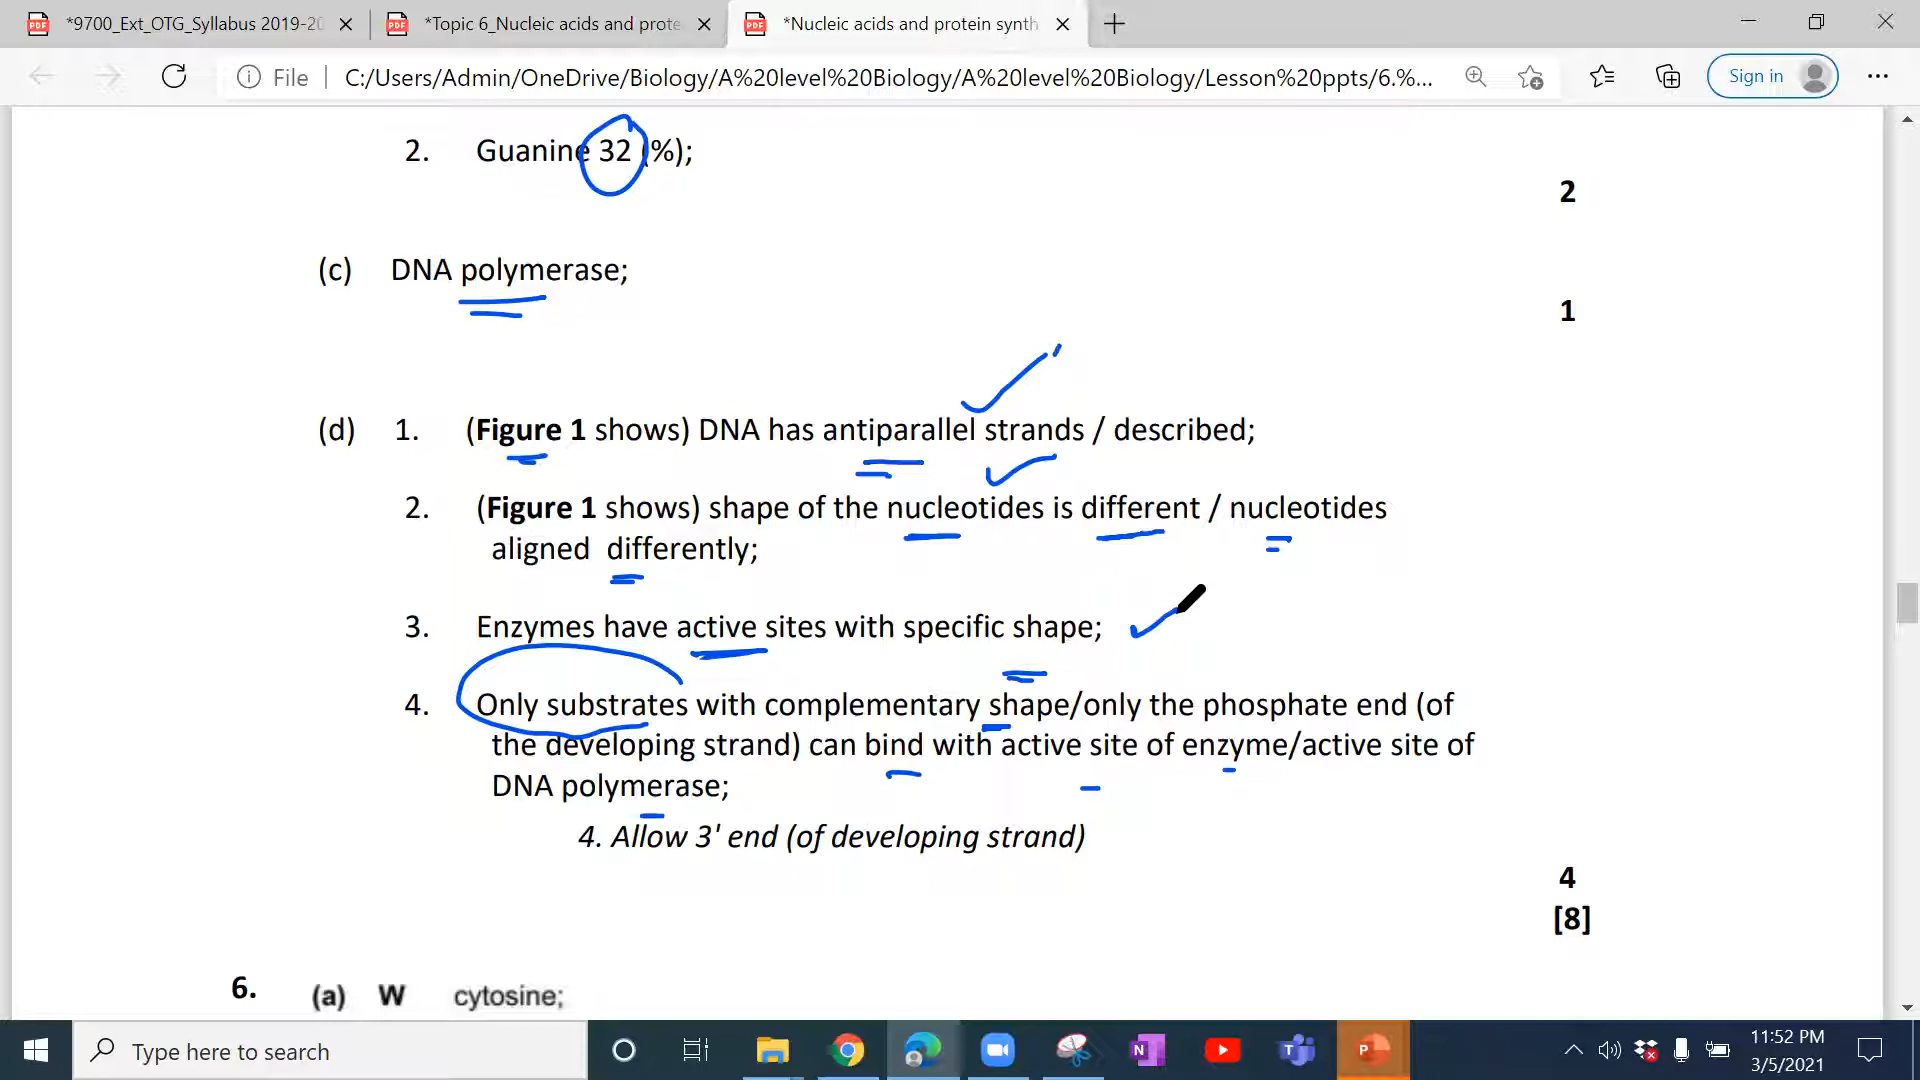 *9700_Ext_OTG_Syllabus 2019-20
*Topic 6_Nucleic acids and prote
*Nucleic acids and protein synth
File
C:/Users/Admin/OneDrive/Biology/A%20level%20Biology/A%20level%20Biology/Lesson%20ppts/6.%...
Sign in
2. Guanine 32 (%);
2
(c) DNA polymerase;
1
(d) 1. (Figure 1 shows) DNA has antiparallel strands / described;
2. (Figure 1 shows) shape of the nucleotides is different / nucleotides
aligned differently;
3. Enzymes have active sites with specific shape;
4. Only substrates with complementary shape/only the phosphate end (of
the developing strand) can bind with active site of enzyme/active site of
DNA polymerase;
4. Allow 3' end (of developing strand)
4
[8]
6. (a) W cytosine;
Type here to search
11:52 PM
3/5/2021